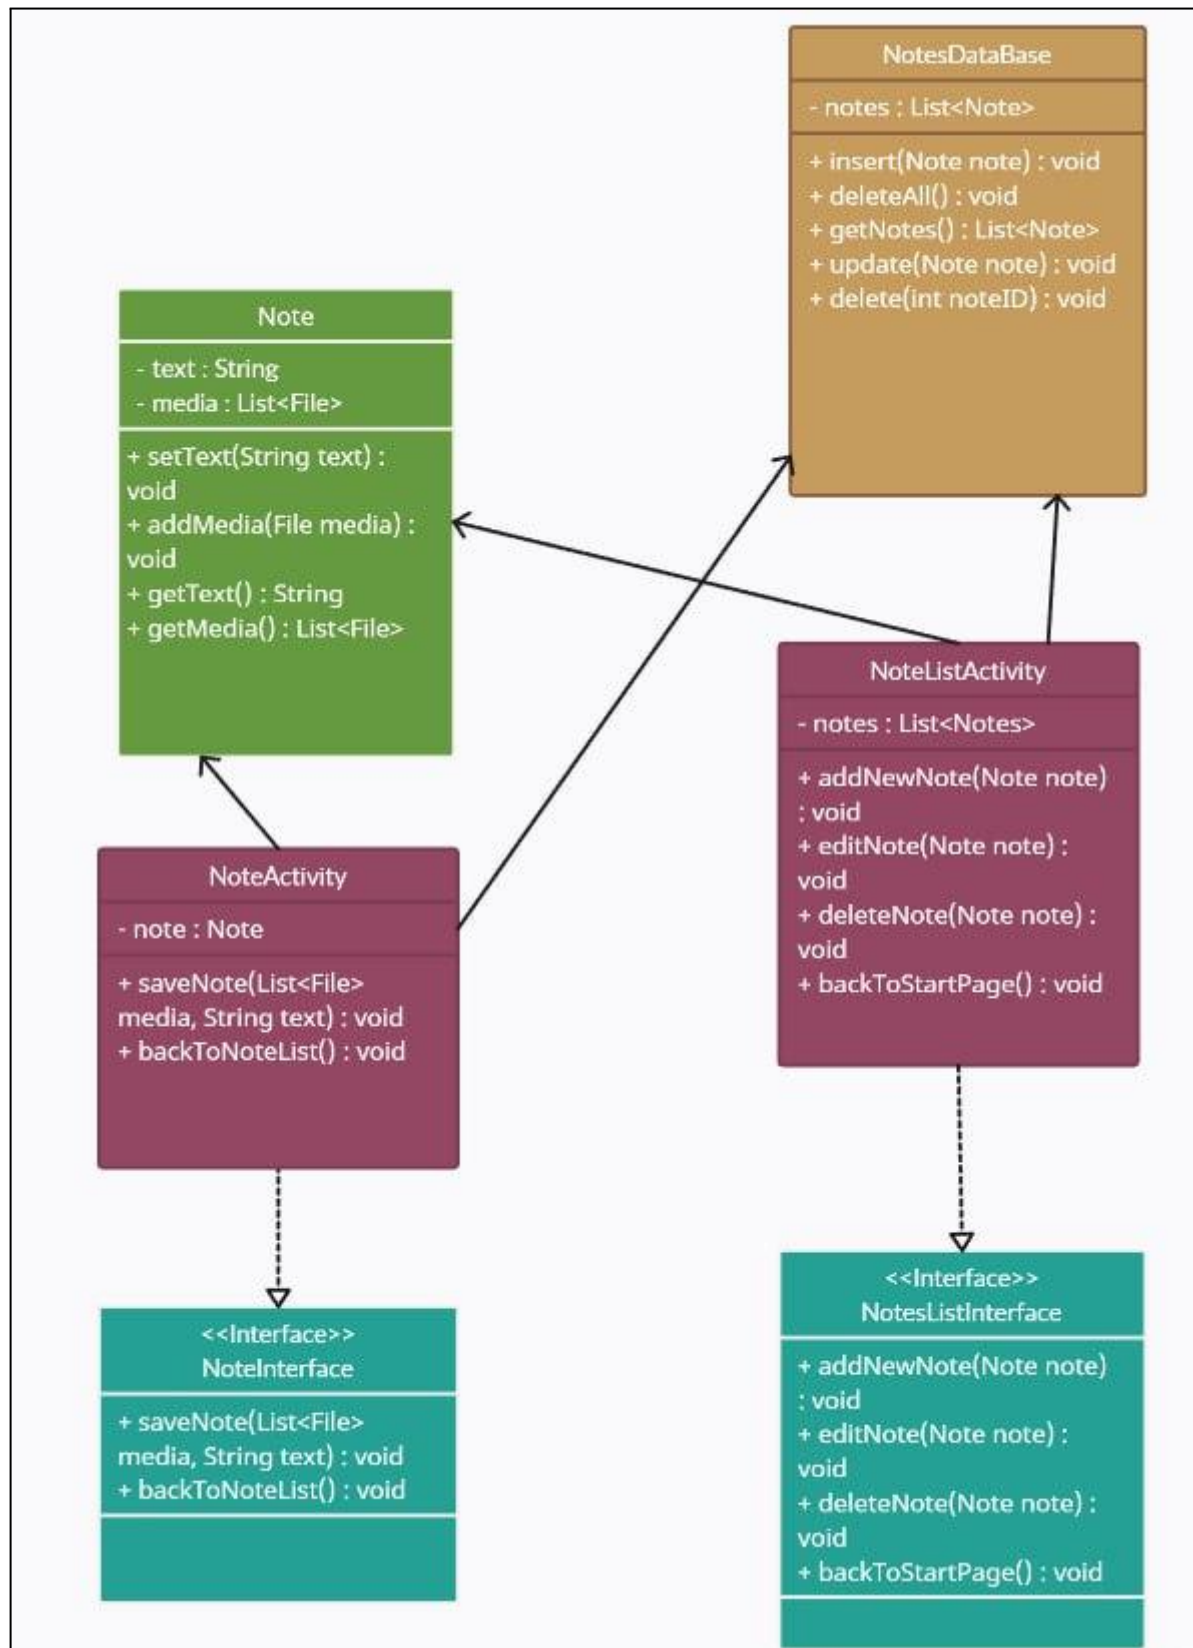 NotesDataBase
- notes : List<Note>
+ insert(Note note) : void
+ deleteAll() : void
+ getNotes() : List<Note>
+ update(Note note) : void
+ delete(int noteID) : void
Note
- text : String
- media : List<File>
+ setText(String text) :
void
+ addMedia(File media) :
void
+ getText() : String
+ getMedia() : List<File>
NoteListActivity
- notes : List<Notes>
+ addNewNote(Note note)
: void
+ editNote(Note note) :
void
+ deleteNote(Note note) :
void
+ backToStartPage() : void
NoteActivity
- note : Note
+ saveNote(List<File>
media, String text) : void
+ backToNoteList() : void
<<Interface>>
NotesListInterface
+ addNewNote(Note note)
: void
+ editNote(Note note) :
void
+ deleteNote(Note note) :
void
+ backToStartPage() : void
<<Interface>>
NoteInterface
+ saveNote(List<File>
media, String text) : void
+ backToNoteList() : void